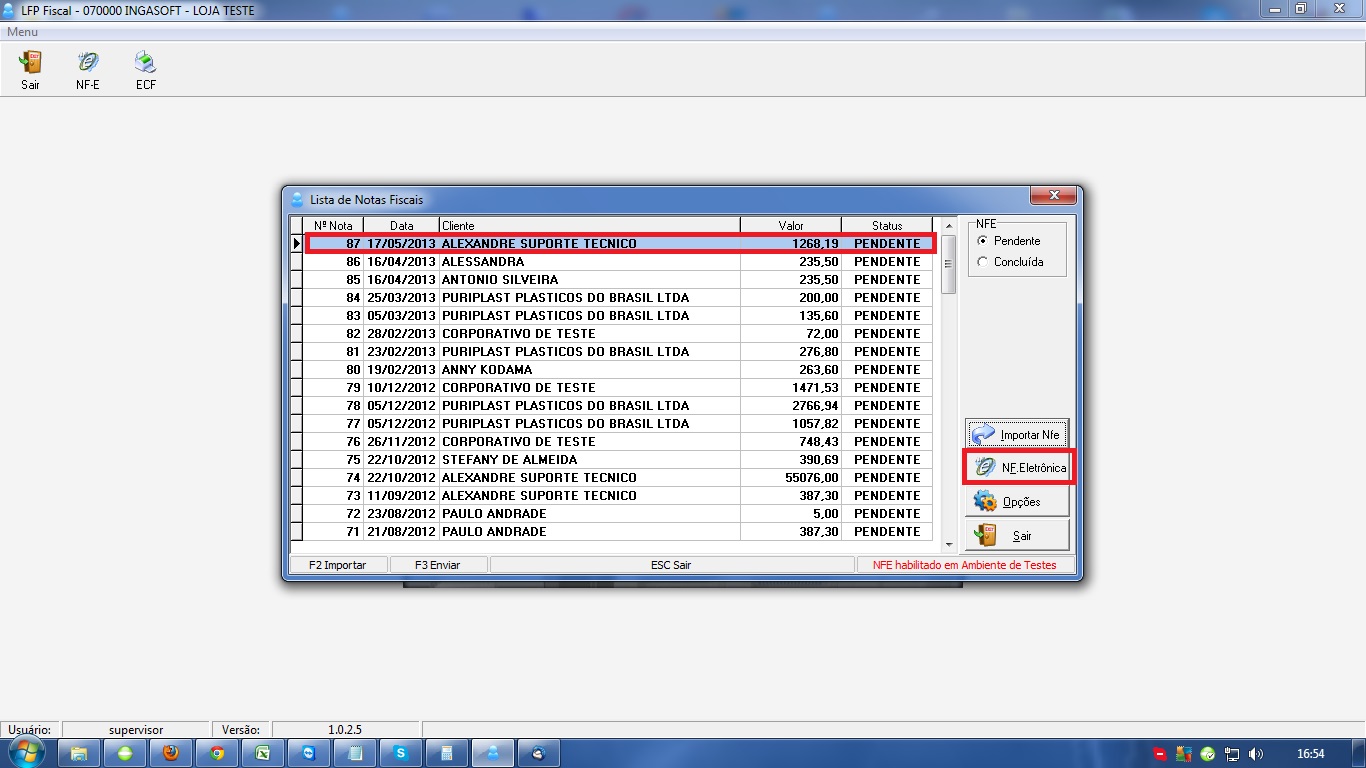 LFP Fiscal - 070000 INGASOFT - LOJA TESTE
Menu
Sair NF-E ECF
Lista de Notas Fiscais
Nº Nota Data Cliente Valor Status
87 17/05/2013 ALEXANDRE SUPORTE TECNICO 1268,19 PENDENTE
86 16/04/2013 ALESSANDRA 235,50 PENDENTE
85 16/04/2013 ANTONIO SILVEIRA 235,50 PENDENTE
84 25/03/2013 PURIPLAST PLASTICOS DO BRASIL LTDA 200,00 PENDENTE
83 05/03/2013 PURIPLAST PLASTICOS DO BRASIL LTDA 135,60 PENDENTE
82 28/02/2013 CORPORATIVO DE TESTE 72,00 PENDENTE
81 23/02/2013 PURIPLAST PLASTICOS DO BRASIL LTDA 276,80 PENDENTE
80 19/02/2013 ANNY KODAMA 263,60 PENDENTE
79 10/12/2012 CORPORATIVO DE TESTE 1471,53 PENDENTE
78 05/12/2012 PURIPLAST PLASTICOS DO BRASIL LTDA 2766,94 PENDENTE
77 05/12/2012 PURIPLAST PLASTICOS DO BRASIL LTDA 1057,82 PENDENTE
76 26/11/2012 CORPORATIVO DE TESTE 748,43 PENDENTE
75 22/10/2012 STEFANY DE ALMEIDA 390,69 PENDENTE
74 22/10/2012 ALEXANDRE SUPORTE TECNICO 55076,00 PENDENTE
73 11/09/2012 ALEXANDRE SUPORTE TECNICO 387,30 PENDENTE
72 23/08/2012 PAULO ANDRADE 5,00 PENDENTE
71 21/08/2012 PAULO ANDRADE 387,30 PENDENTE
NFE
Pendente
Concluída
Importar Nfe
NF.Eletrônica
Opções
Sair
F2 Importar F3 Enviar ESC Sair NFE habilitado em Ambiente de Testes
Usuário: supervisor Versão: 1.0.2.5
16:54